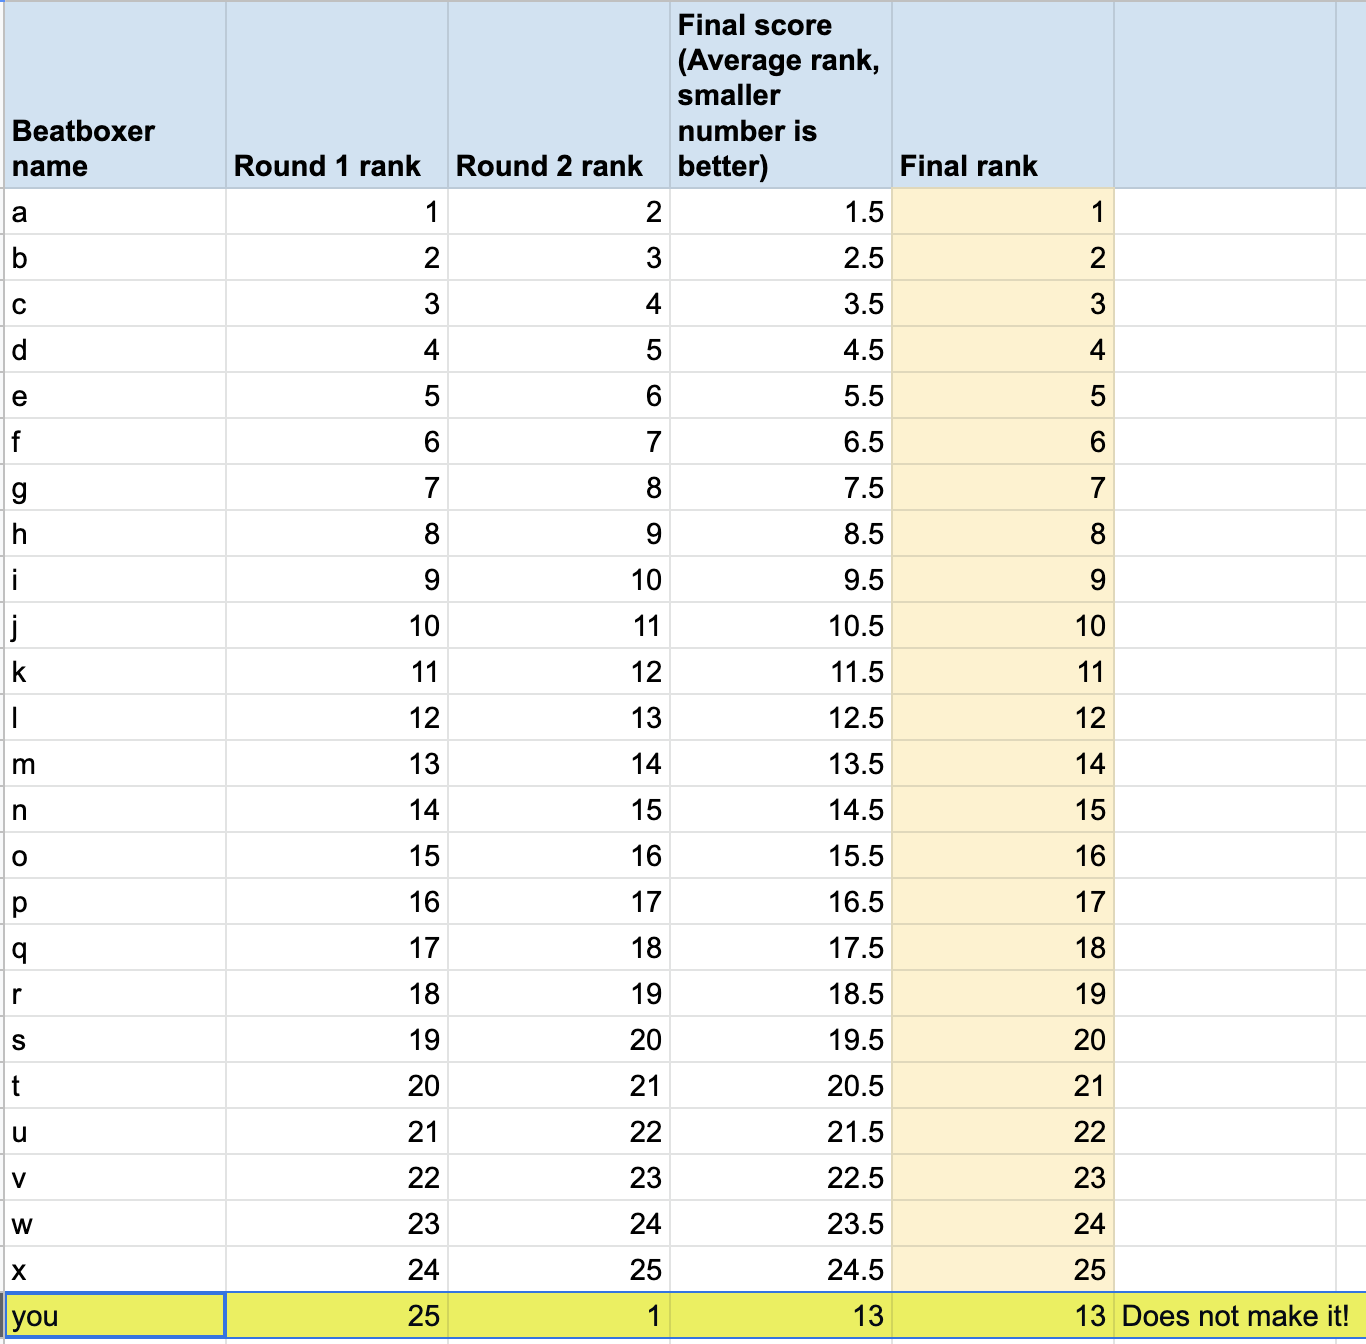 Beatboxer name | Round 1 rank | Round 2 rank | Final score (Average rank, smaller number is better) | Final rank
a 1 2 1.5 1
b 2 3 2.5 2
c 3 4 3.5 3
d 4 5 4.5 4
e 5 6 5.5 5
f 6 7 6.5 6
g 7 8 7.5 7
h 8 9 8.5 8
i 9 10 9.5 9
j 10 11 10.5 10
k 11 12 11.5 11
l 12 13 12.5 12
m 13 14 13.5 14
n 14 15 14.5 15
o 15 16 15.5 16
p 16 17 16.5 17
q 17 18 17.5 18
r 18 19 18.5 19
s 19 20 19.5 20
t 20 21 20.5 21
u 21 22 21.5 22
v 22 23 22.5 23
w 23 24 23.5 24
x 24 25 24.5 25
you 25 1 13 13 Does not make it!